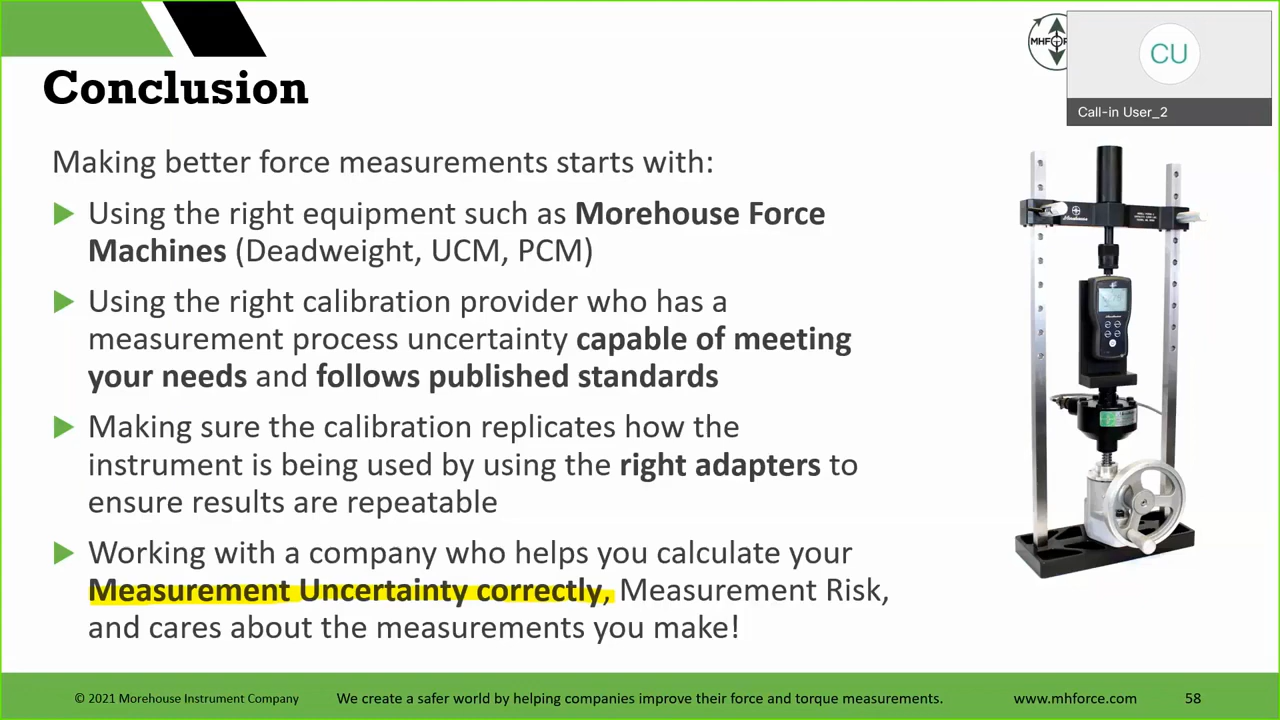 MHFOR
CU
Call-in User_2
Conclusion
Making better force measurements starts with:
Using the right equipment such as Morehouse Force
Machines (Deadweight, UCM, PCM)
Using the right calibration provider who has a
measurement process uncertainty capable of meeting
your needs and follows published standards
Making sure the calibration replicates how the
instrument is being used by using the right adapters to
ensure results are repeatable
Working with a company who helps you calculate your
Measurement Uncertainty correctly, Measurement Risk,
and cares about the measurements you make!
Morehouse
© 2021 Morehouse Instrument Company
We create a safer world by helping companies improve their force and torque measurements.
www.mhforce.com
58